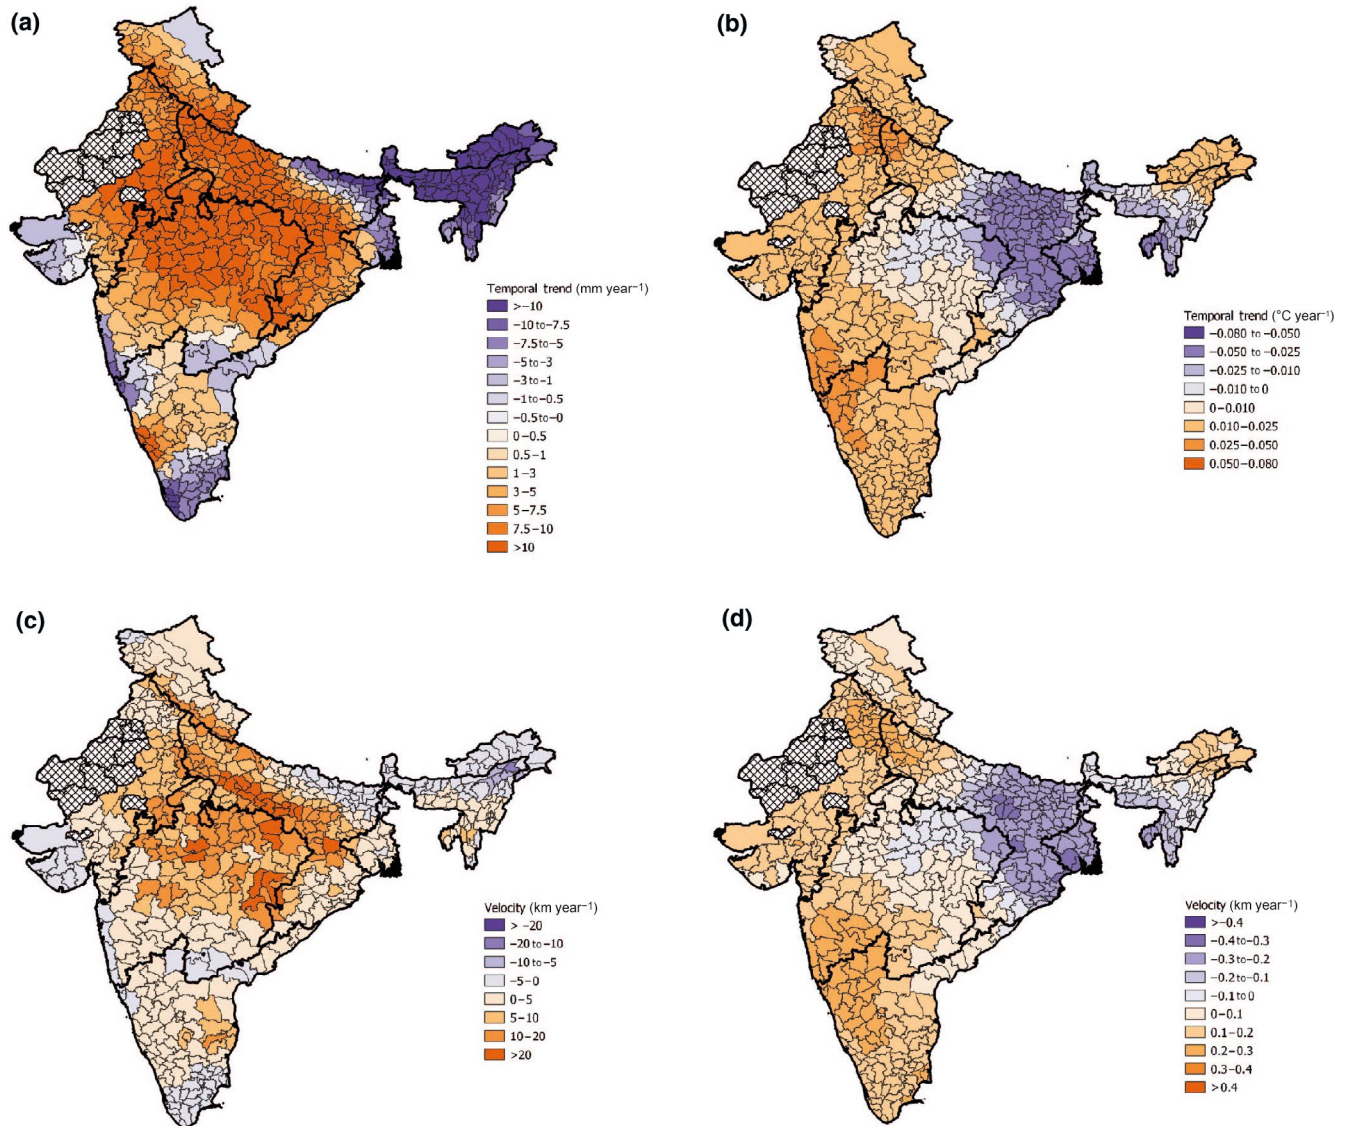 (a)
Temporal trend (mm year⁻¹)
>−10
−10 to −7.5
−7.5 to −5
−5 to −3
−3 to −1
−1 to −0.5
−0.5 to −0
0−0.5
0.5−1
1−3
3−5
5−7.5
7.5−10
>10
(b)
Temporal trend (°C year⁻¹)
−0.080 to −0.050
−0.050 to −0.025
−0.025 to −0.010
−0.010 to 0
0−0.010
0.010−0.025
0.025−0.050
0.050−0.080
(c)
Velocity (km year⁻¹)
> −20
−20 to −10
−10 to −5
−5−0
0−5
5−10
10−20
>20
(d)
Velocity (km year⁻¹)
>−0.4
−0.4 to −0.3
−0.3 to −0.2
−0.2 to −0.1
−0.1 to 0
0−0.1
0.1−0.2
0.2−0.3
0.3−0.4
>0.4